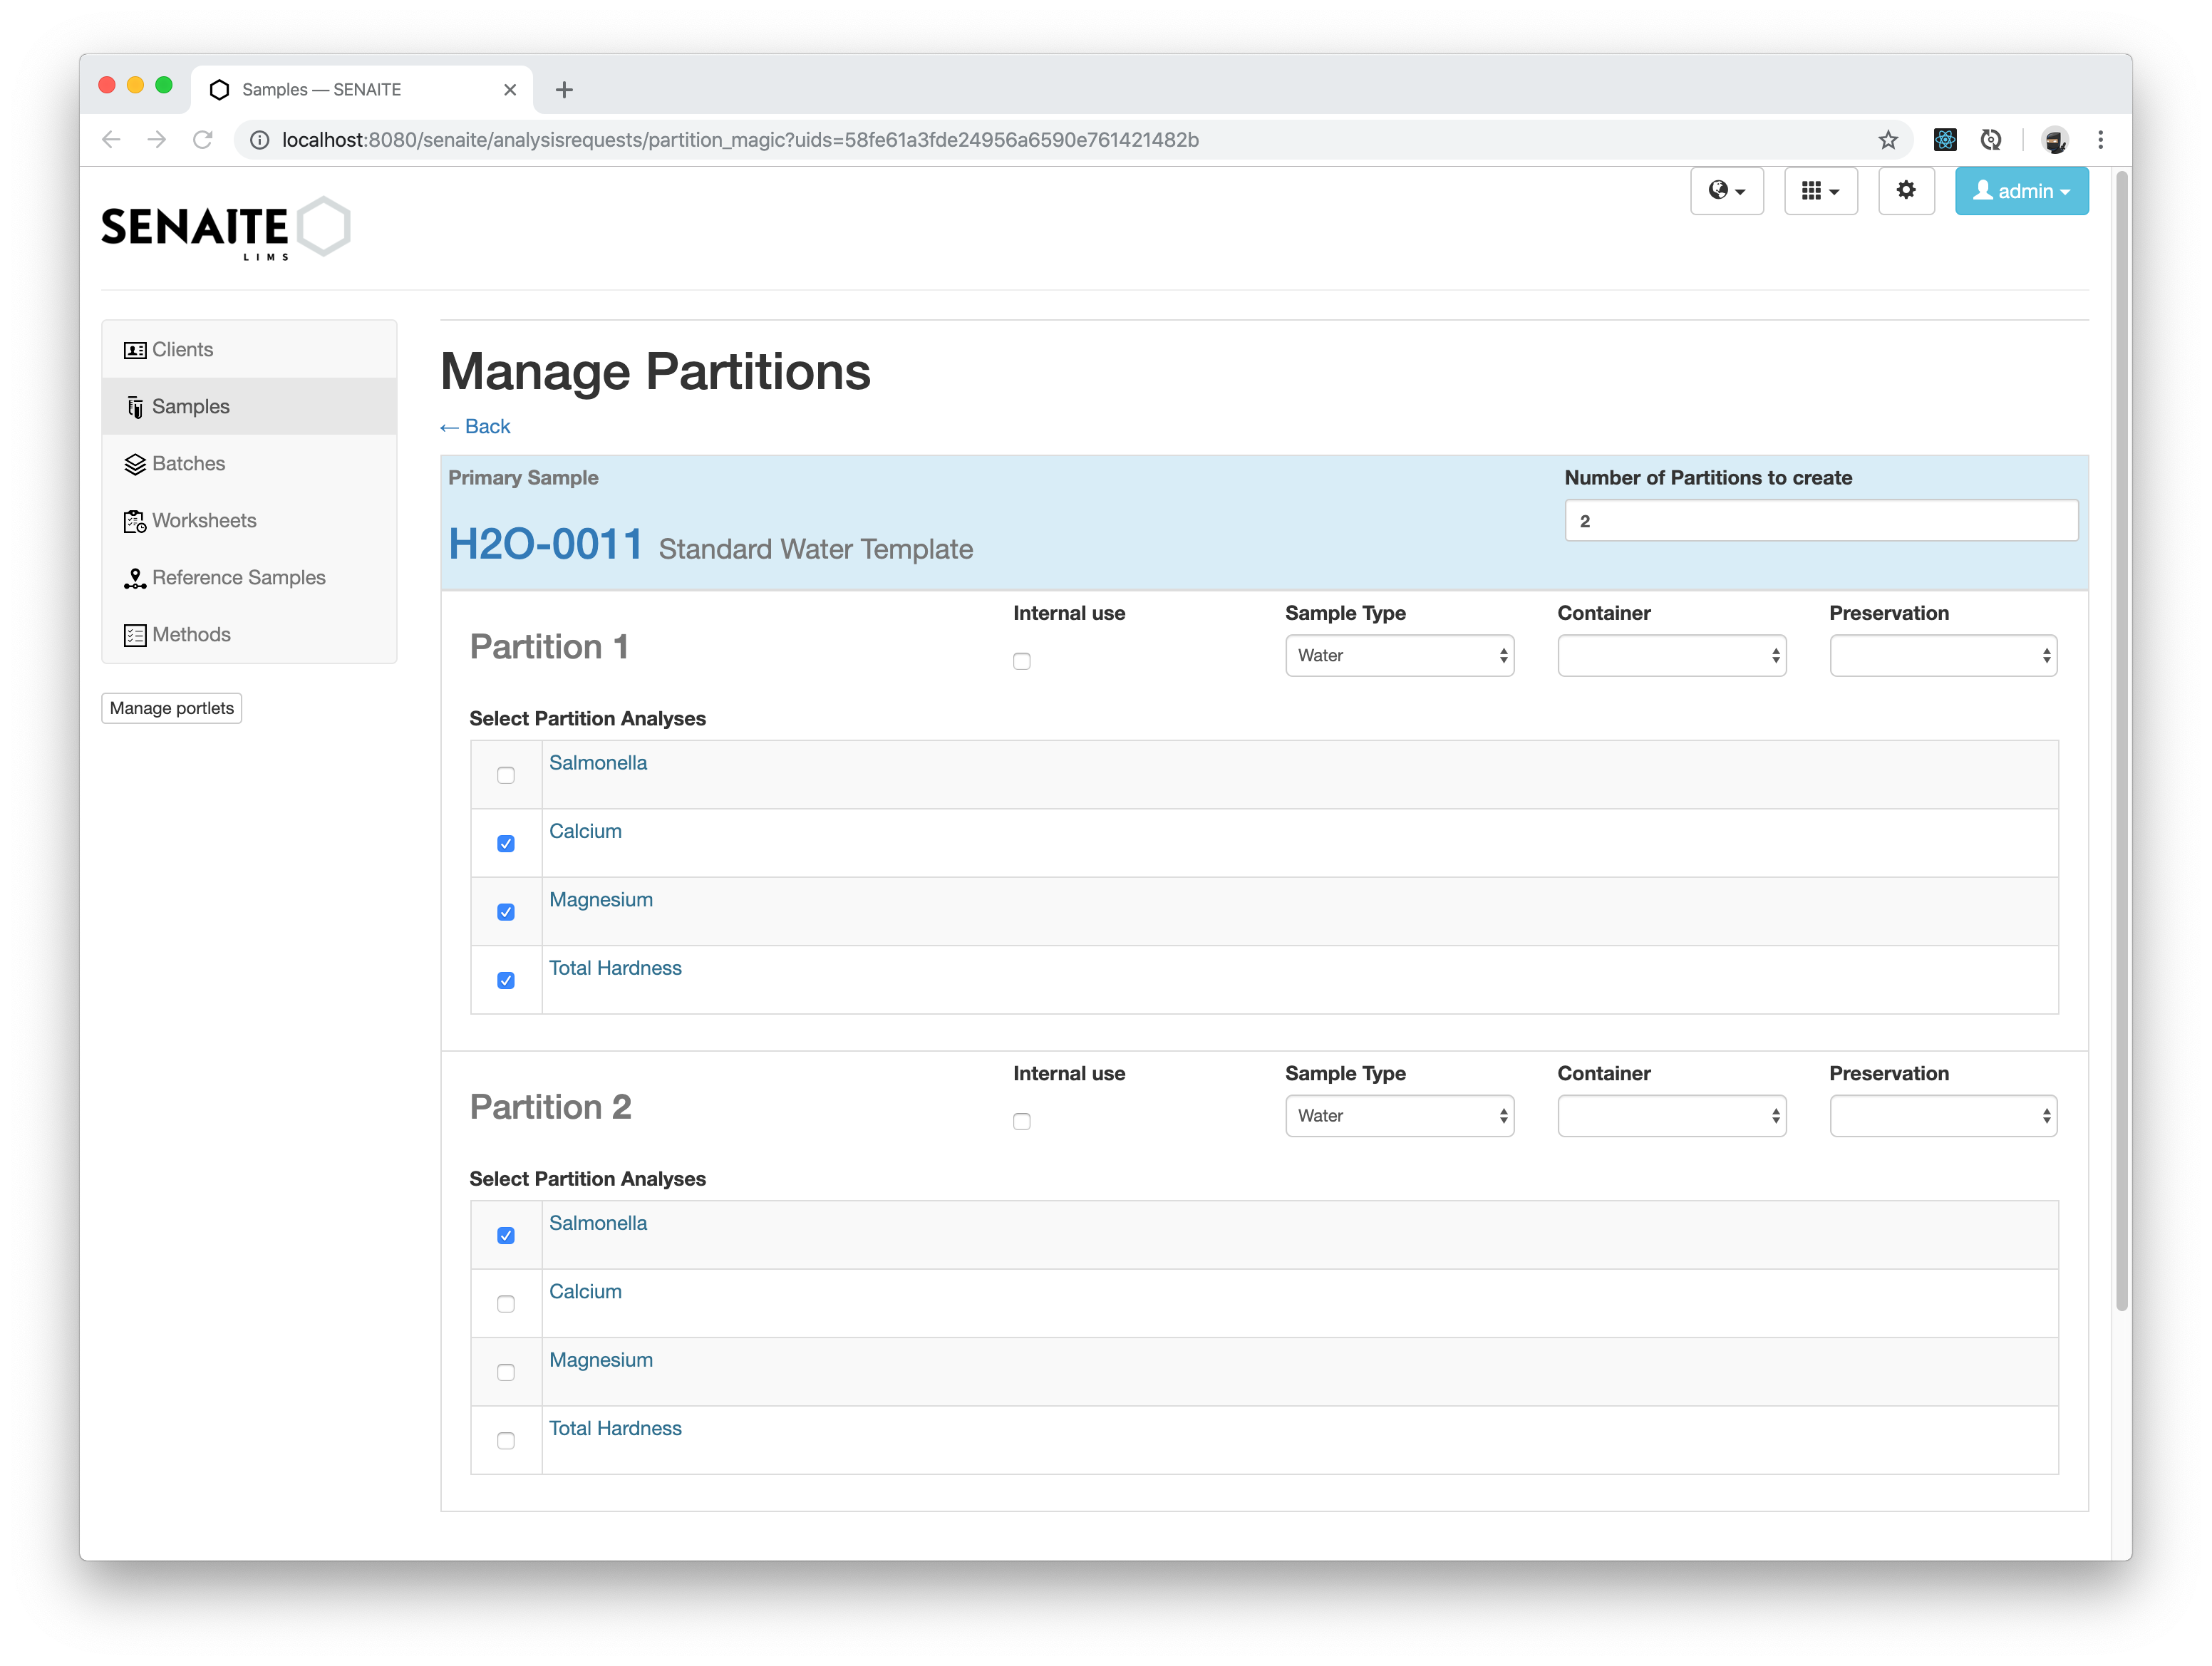 Samples — SENAITE
localhost:8080/senaite/analysisrequests/partition_magic?uids=58fe61a3fde24956a6590e761421482b
SENAITE
LIMS
admin
Clients
Samples
Batches
Worksheets
Reference Samples
Methods
Manage portlets
Manage Partitions
← Back
Primary Sample
Number of Partitions to create
H2O-0011 Standard Water Template
2
Partition 1
Internal use
Sample Type
Container
Preservation
Water
Select Partition Analyses
Salmonella
Calcium
Magnesium
Total Hardness
Partition 2
Internal use
Sample Type
Container
Preservation
Water
Select Partition Analyses
Salmonella
Calcium
Magnesium
Total Hardness